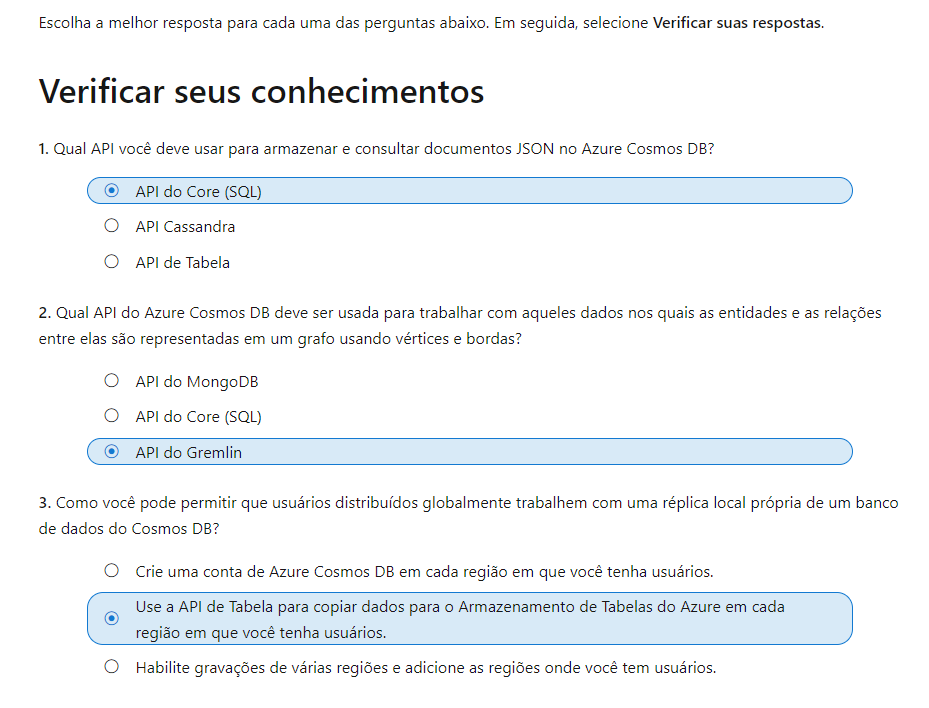 Escolha a melhor resposta para cada uma das perguntas abaixo. Em seguida, selecione Verificar suas respostas.
Verificar seus conhecimentos
1. Qual API você deve usar para armazenar e consultar documentos JSON no Azure Cosmos DB?
API do Core (SQL)
API Cassandra
API de Tabela
2. Qual API do Azure Cosmos DB deve ser usada para trabalhar com aqueles dados nos quais as entidades e as relações
entre elas são representadas em um grafo usando vértices e bordas?
API do MongoDB
API do Core (SQL)
API do Gremlin
3. Como você pode permitir que usuários distribuídos globalmente trabalhem com uma réplica local própria de um banco
de dados do Cosmos DB?
Crie uma conta de Azure Cosmos DB em cada região em que você tenha usuários.
Use a API de Tabela para copiar dados para o Armazenamento de Tabelas do Azure em cada
região em que você tenha usuários.
Habilite gravações de várias regiões e adicione as regiões onde você tem usuários.